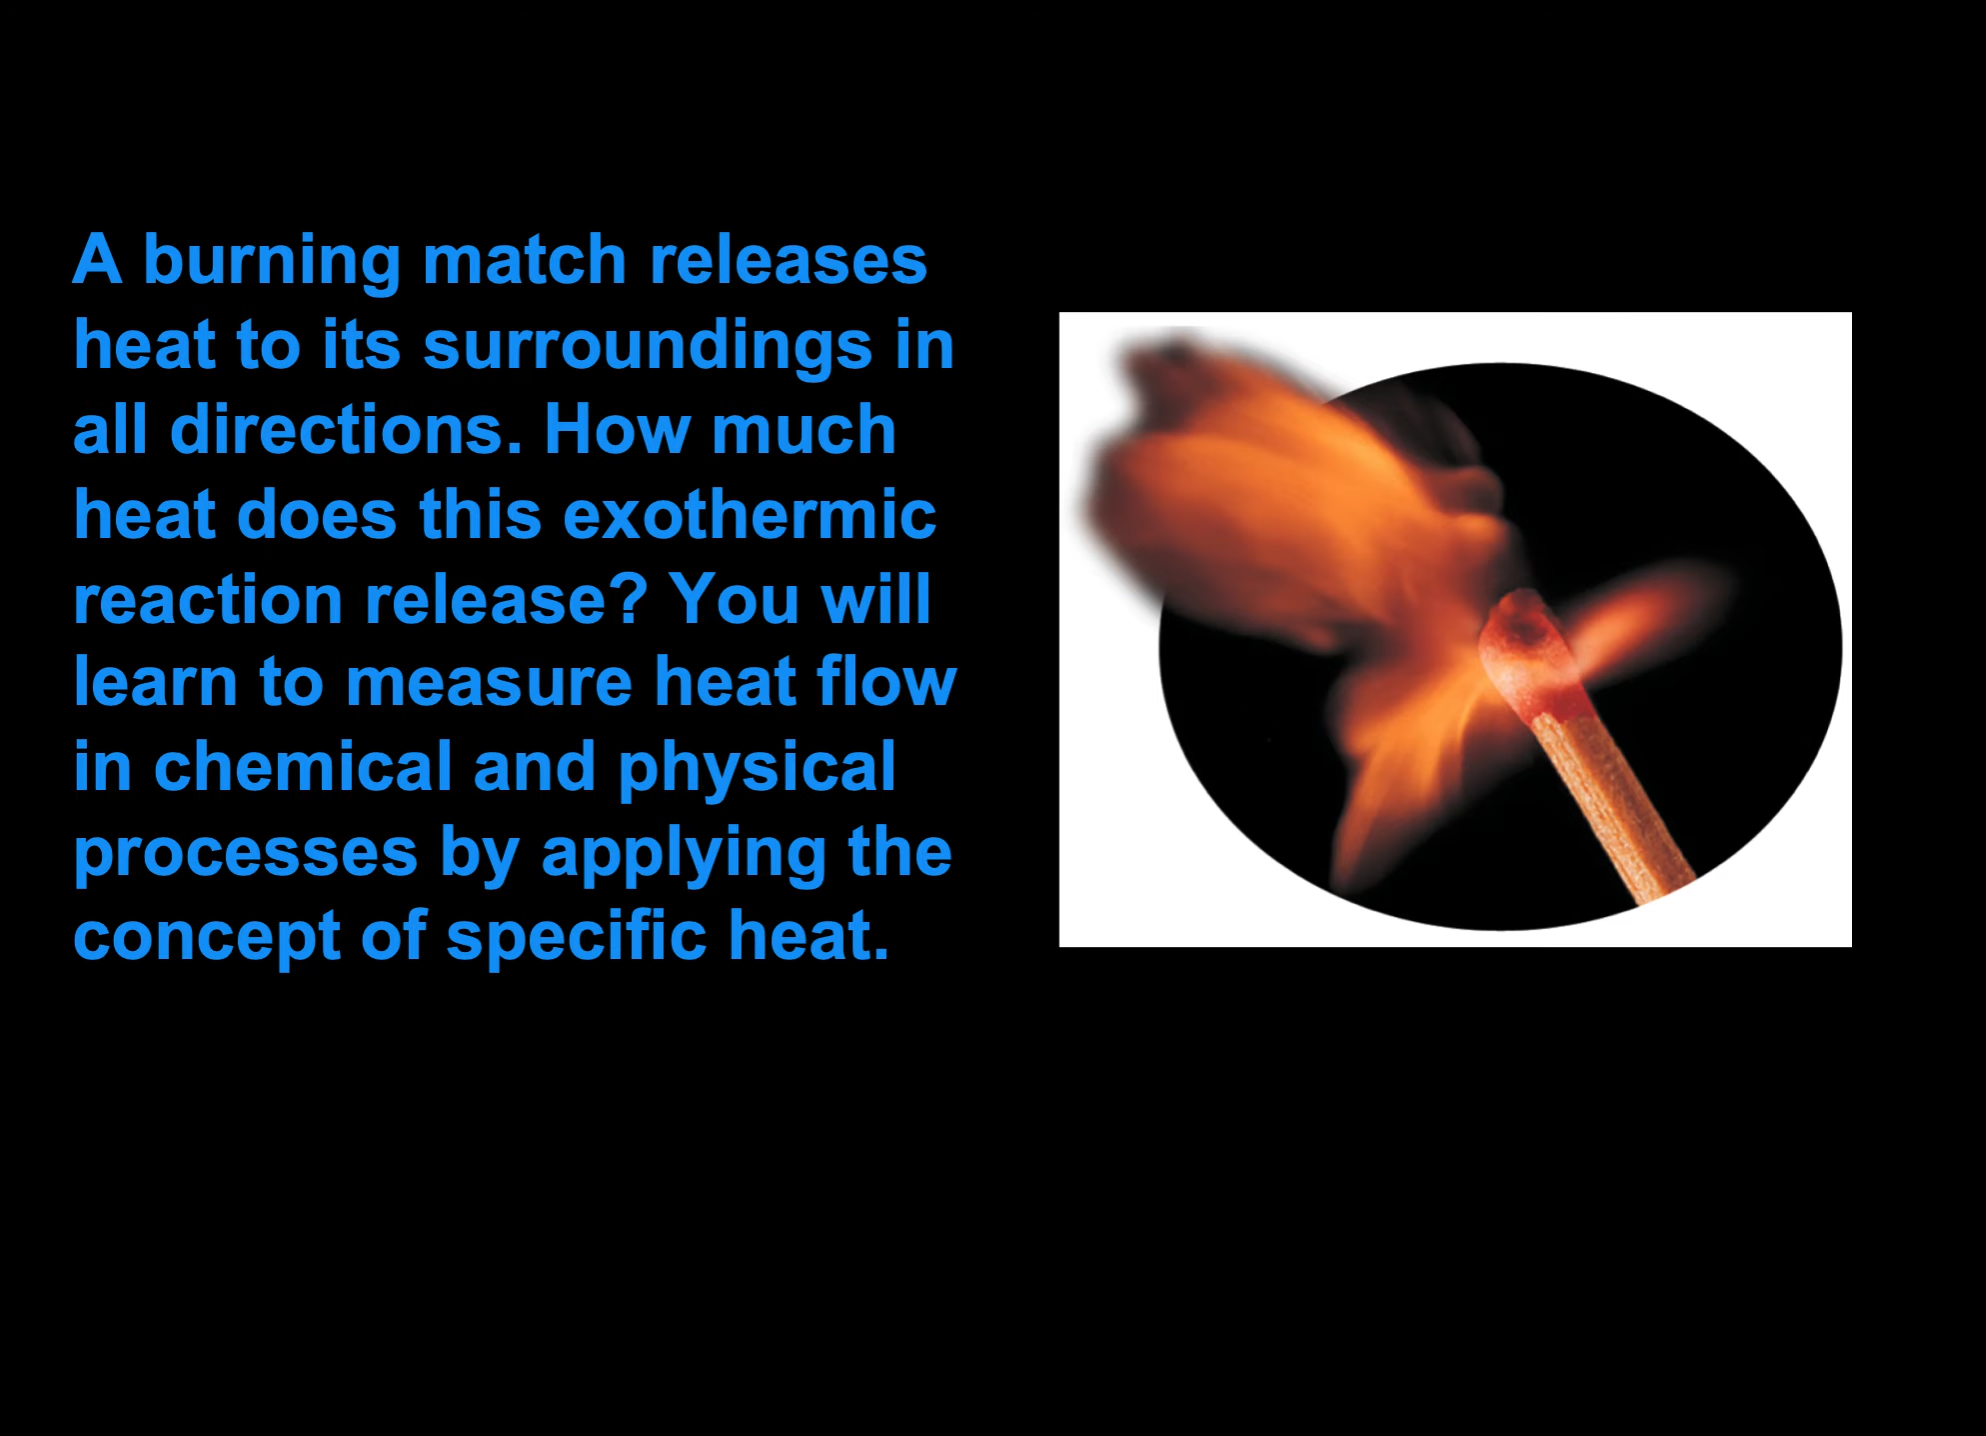 A burning match releases
heat to its surroundings in
all directions. How much
heat does this exothermic
reaction release? You will
learn to measure heat flow
in chemical and physical
processes by applying the
concept of specific heat.